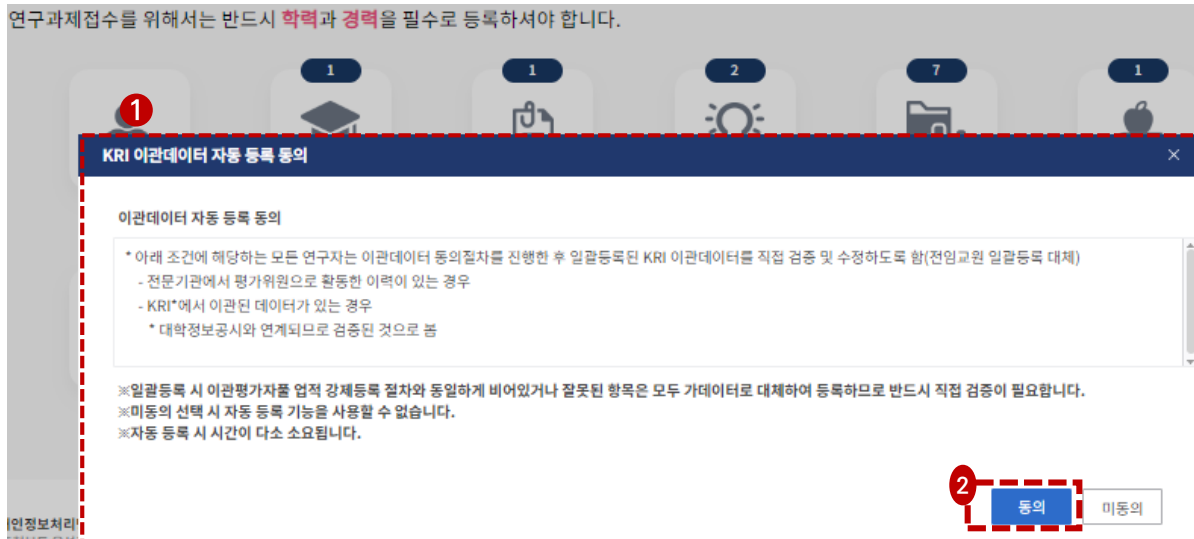 연구과제접수를 위해서는 반드시 학력과 경력을 필수로 등록하셔야 합니다.
1 1 2 7 1
1
KRI 이관데이터 자동 등록 동의
이관데이터 자동 등록 동의
* 아래 조건에 해당하는 모든 연구자는 이관데이터 동의절차를 진행한 후 일괄등록된 KRI 이관데이터를 직접 검증 및 수정하도록 함(전임교원 일괄등록 대체)
- 전문기관에서 평가위원으로 활동한 이력이 있는 경우
- KRI*에서 이관된 데이터가 있는 경우
* 대학정보공시와 연계되므로 검증된 것으로 봄
※일괄등록 시 이관평가자풀 업적 강제등록 절차와 동일하게 비어있거나 잘못된 항목은 모두 가데이터로 대체하여 등록하므로 반드시 직접 검증이 필요합니다.
※미동의 선택 시 자동 등록 기능을 사용할 수 없습니다.
※자동 등록 시 시간이 다소 소요됩니다.
2
동의 미동의
인정보처리